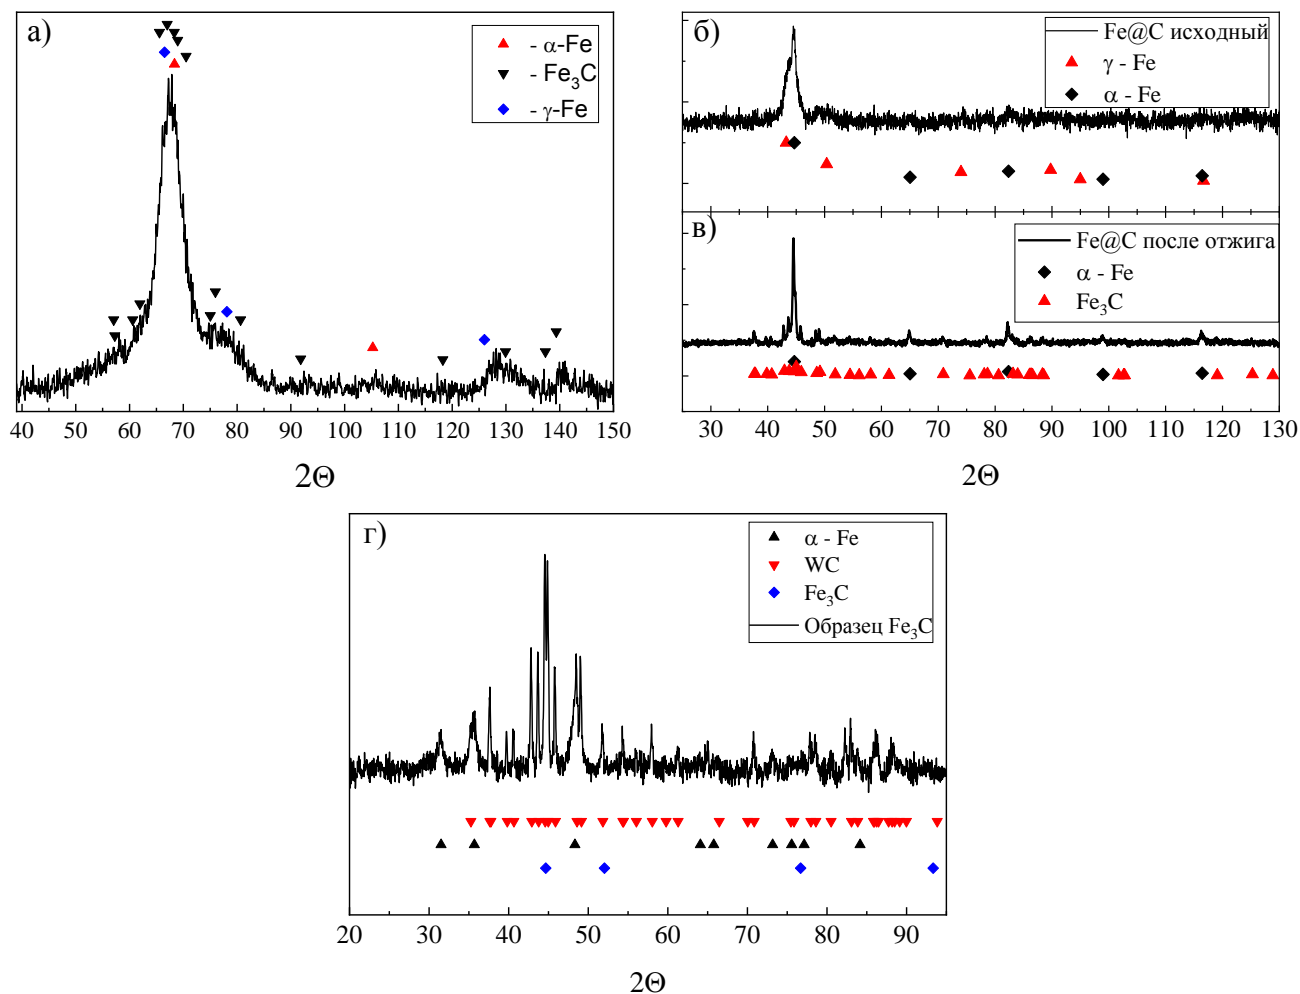 а)
- α-Fe
- Fe₃C
- γ-Fe
40 50 60 70 80 90 100 110 120 130 140 150
2Θ
б)
Fe@C исходный
γ - Fe
α - Fe
в)
Fe@C после отжига
α - Fe
Fe₃C
30 40 50 60 70 80 90 100 110 120 130
2Θ
г)
α - Fe
WC
Fe₃C
Образец Fe₃C
20 30 40 50 60 70 80 90
2Θ